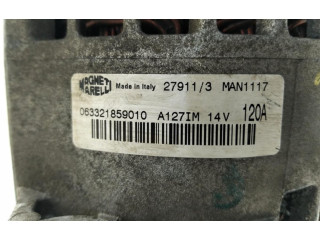 MAGNETI
MARELLI
Made in Italy 27911/3 MAN1117
063321859010 A127IM 14V 120A